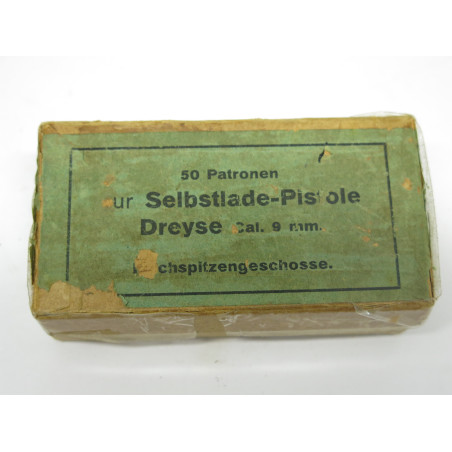 50 Patronen
ur Selbstlade-Pistole
Dreyse Cal. 9 mm.
chspitzengeschosse.